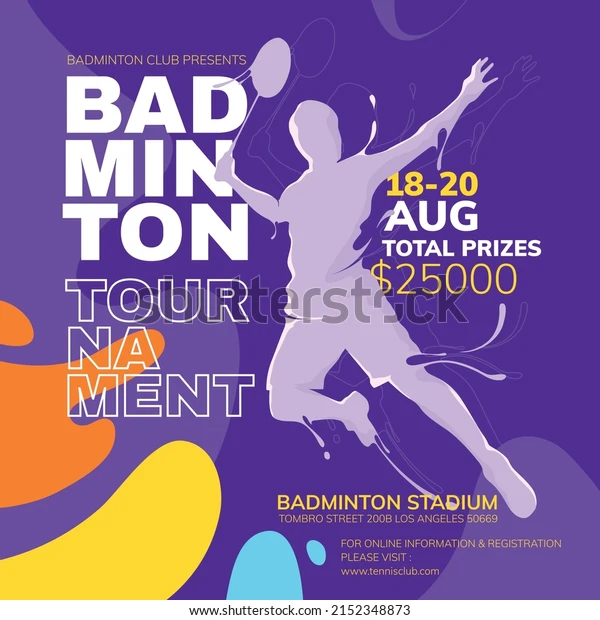 BADMINTON CLUB PRESENTS
BAD
MIN
TON
TOUR
NA
MENT
18-20
AUG
TOTAL PRIZES
$25000
BADMINTON STADIUM
TOMBRO STREET 200B LOS ANGELES 50669
FOR ONLINE INFORMATION & REGISTRATION
PLEASE VISIT :
www.tennisclub.com
shutterstock.com · 2152348873